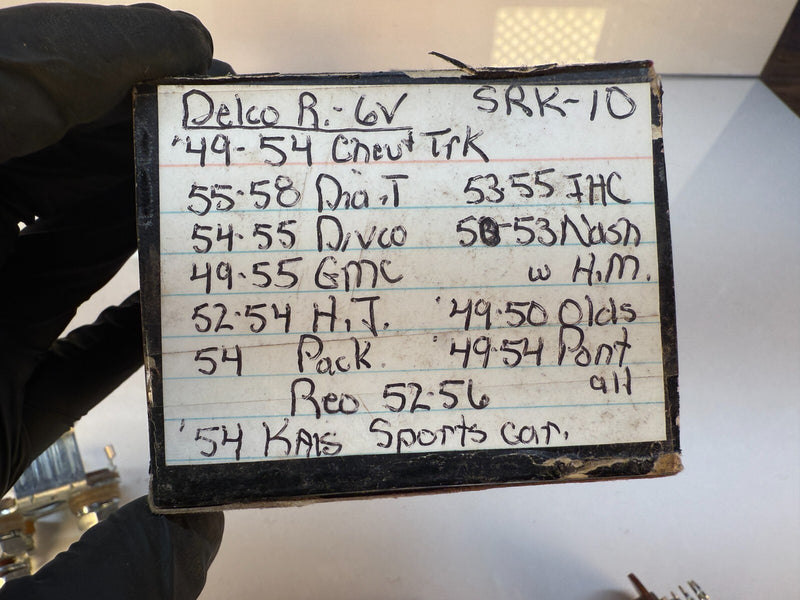 Delco R.- 6V SRK-10
'49-54 Chev Trk
55-58 Dia.T 53-55 IHC
54-55 Divco 50-53 Nash
49-55 GMC w H.M.
52-54 H.J. '49-50 Olds
54 Pack. '49-54 Pont
all
Reo 52-56
'54 KAIS Sports car.